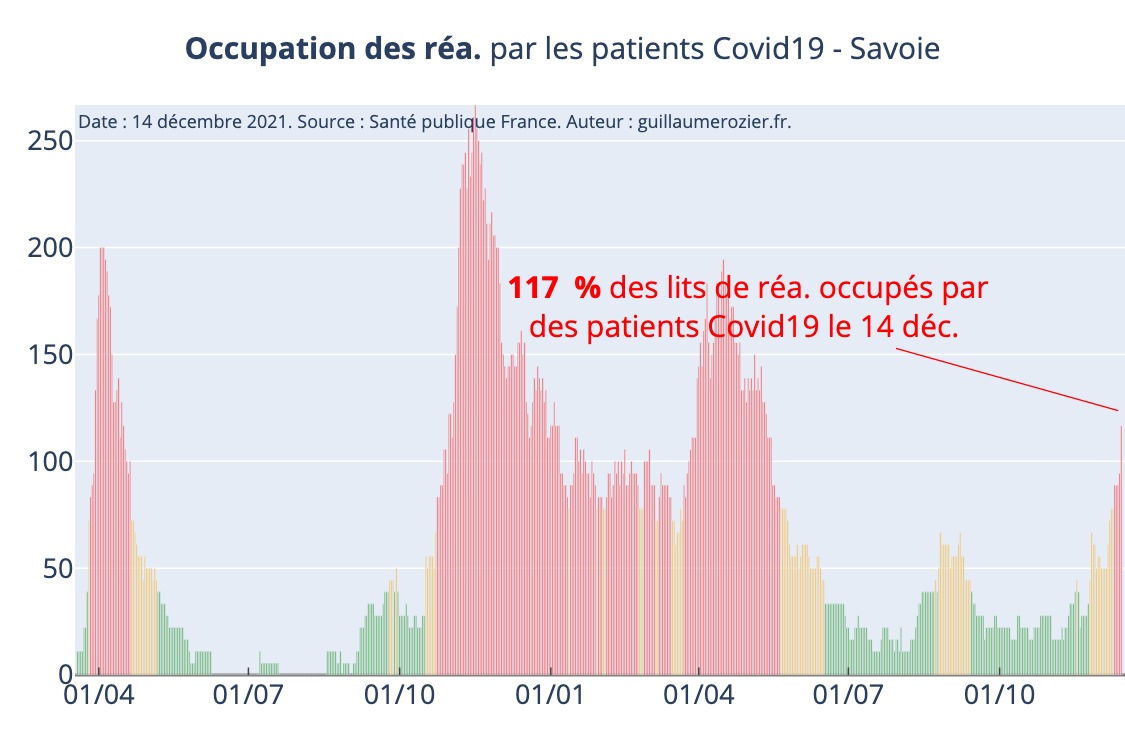 Occupation des réa. par les patients Covid19 - Savoie
Date : 14 décembre 2021. Source : Santé publique France. Auteur : guillaumerozier.fr.
250
200
117 % des lits de réa. occupés par
des patients Covid19 le 14 déc.
150
100
50
0
01/04 01/07 01/10 01/01 01/04 01/07 01/10